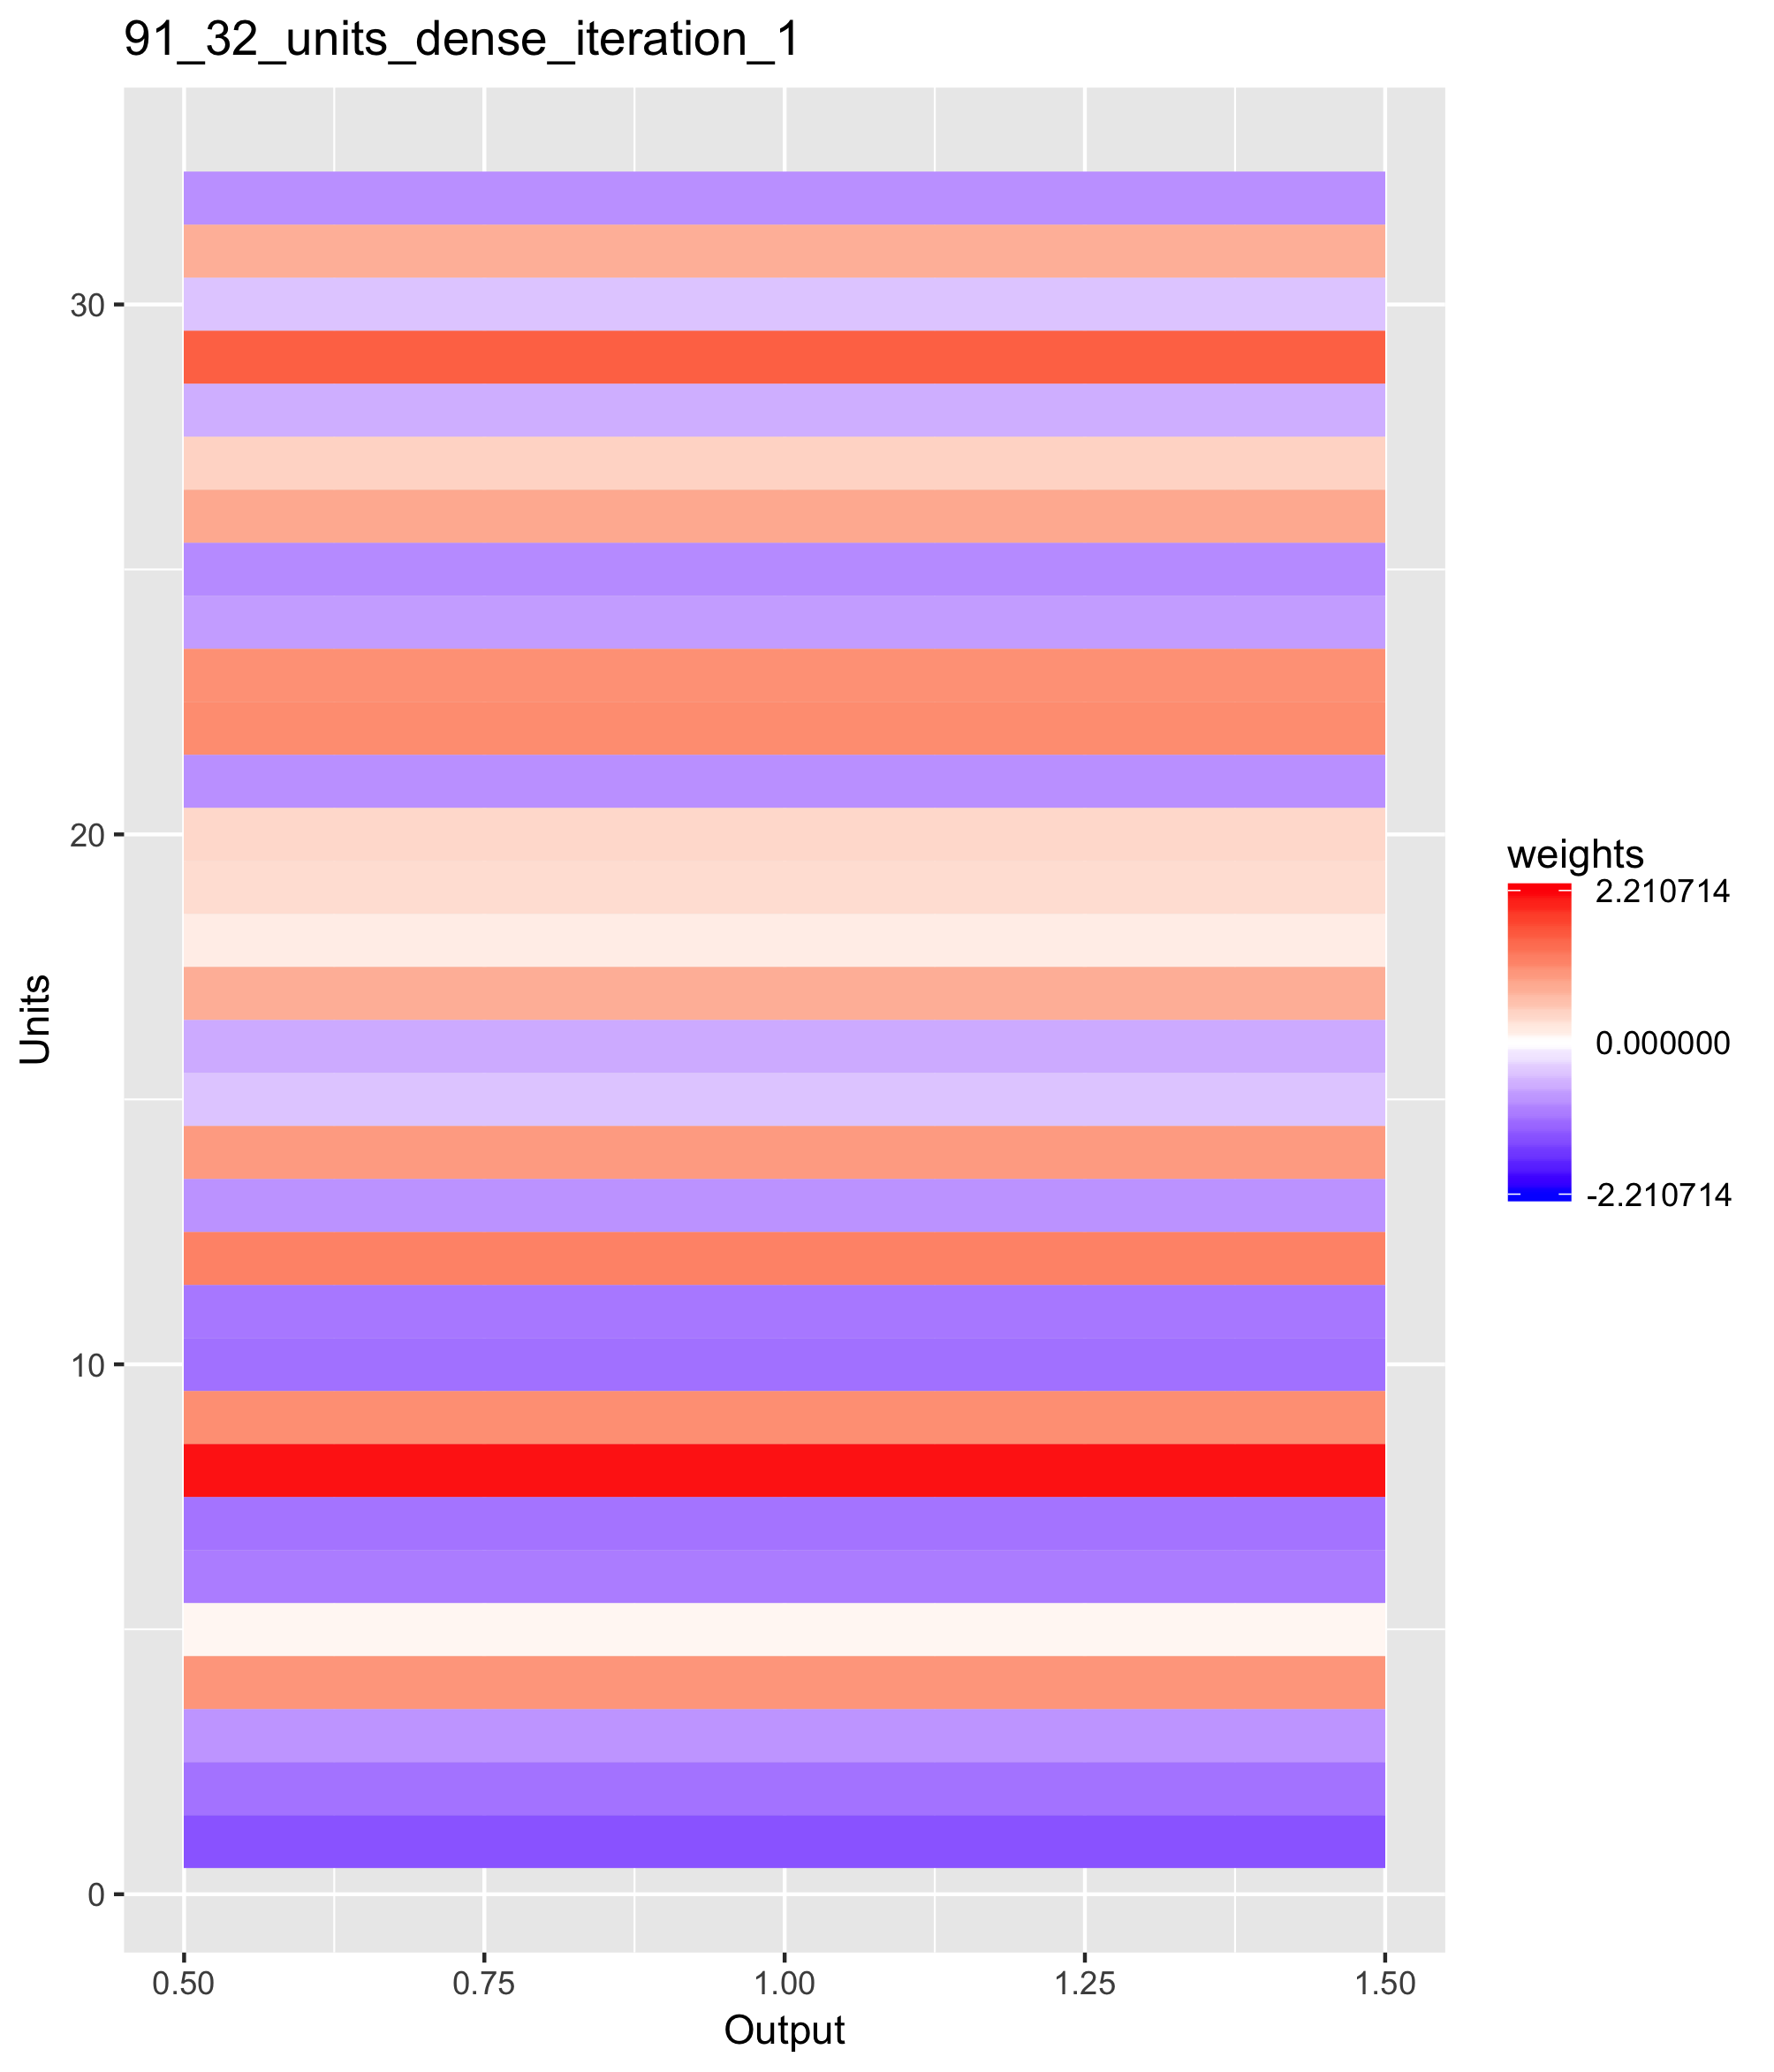 91_32_units_dense_iteration_1
30
20
10
0
Units
0.50 0.75 1.00 1.25 1.50
Output
weights
2.210714
0.000000
-2.210714